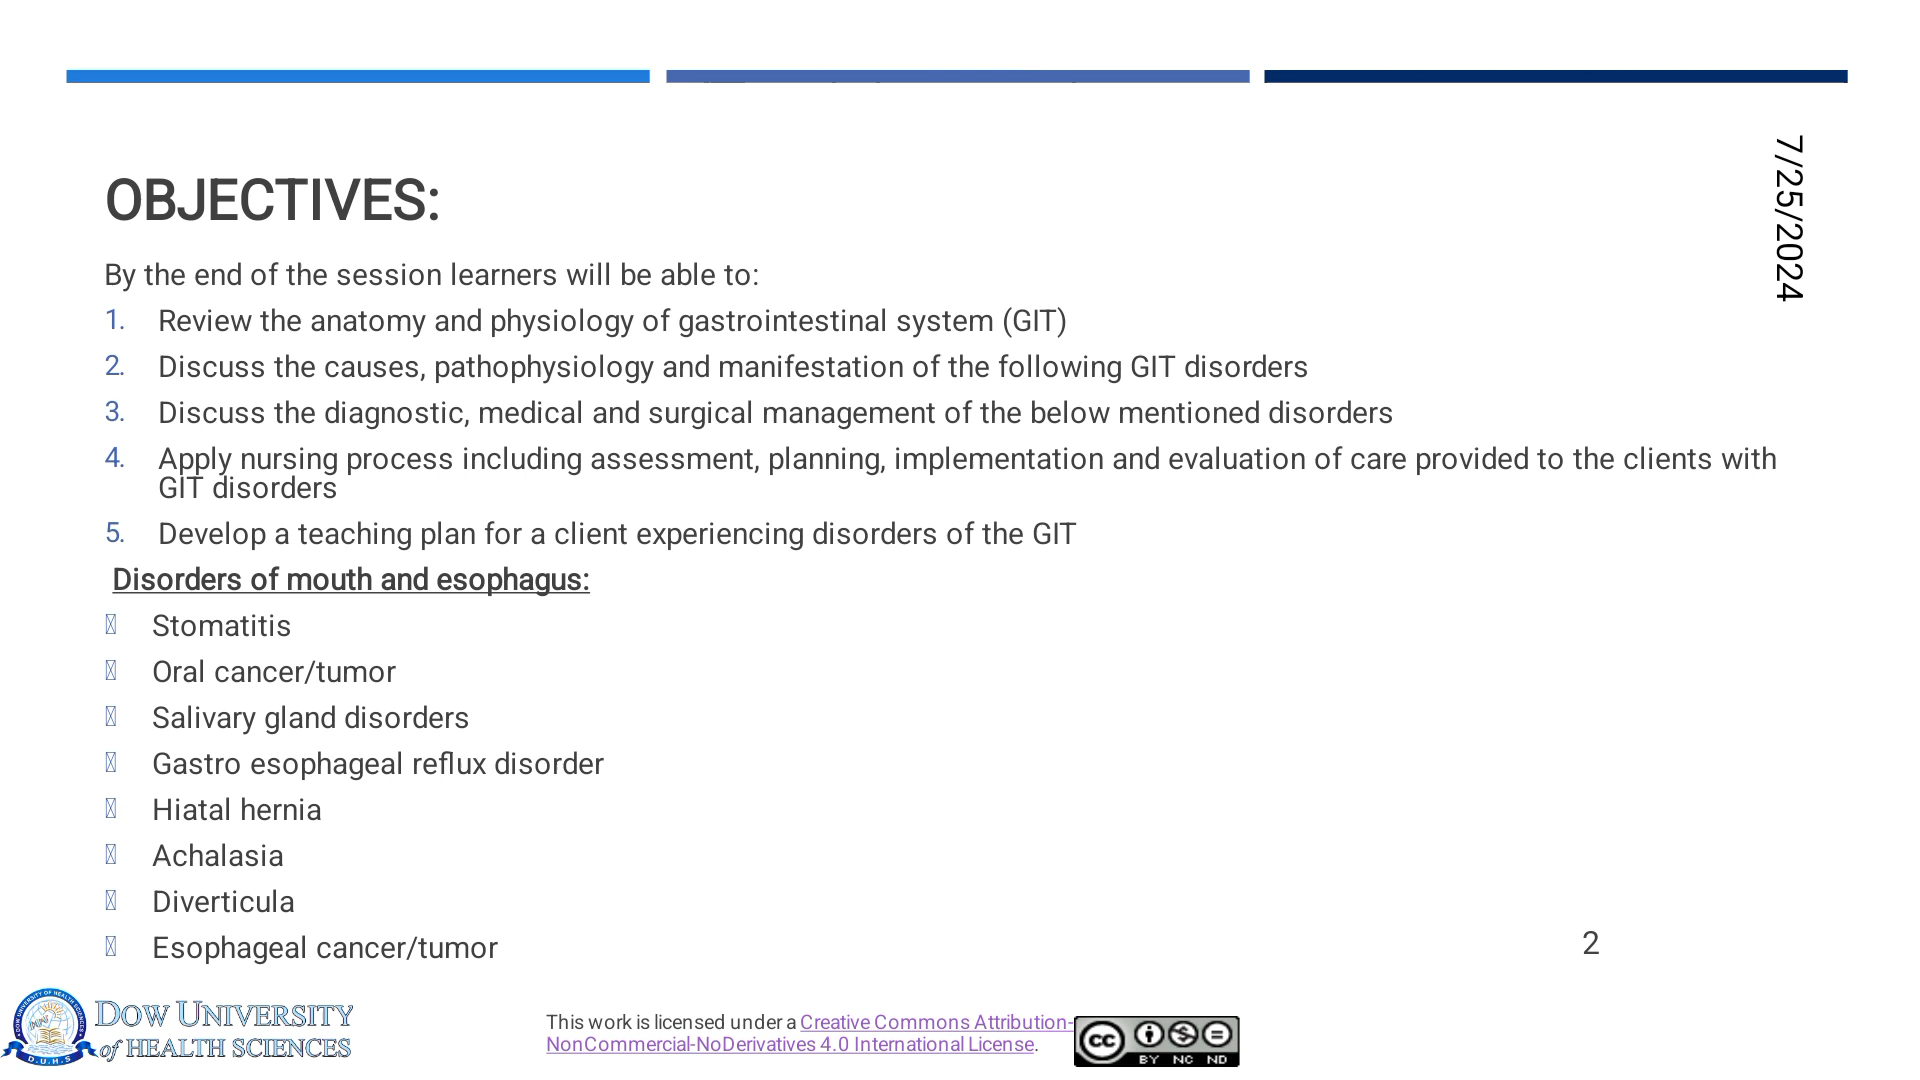 7/25/2024
OBJECTIVES:
By the end of the session learners will be able to:
1. Review the anatomy and physiology of gastrointestinal system (GIT)
2. Discuss the causes, pathophysiology and manifestation of the following GIT disorders
3. Discuss the diagnostic, medical and surgical management of the below mentioned disorders
4. Apply nursing process including assessment, planning, implementation and evaluation of care provided to the clients with
GIT disorders
5. Develop a teaching plan for a client experiencing disorders of the GIT
Disorders of mouth and esophagus:
Stomatitis
Oral cancer/tumor
Salivary gland disorders
Gastro esophageal reflux disorder
Hiatal hernia
Achalasia
Diverticula
Esophageal cancer/tumor
2
DOW UNIVERSITY
of HEALTH SCIENCES
D.U.H.S
This work is licensed under a Creative Commons Attribution-
NonCommercial-NoDerivatives 4.0 International License.
cc
BY NC ND